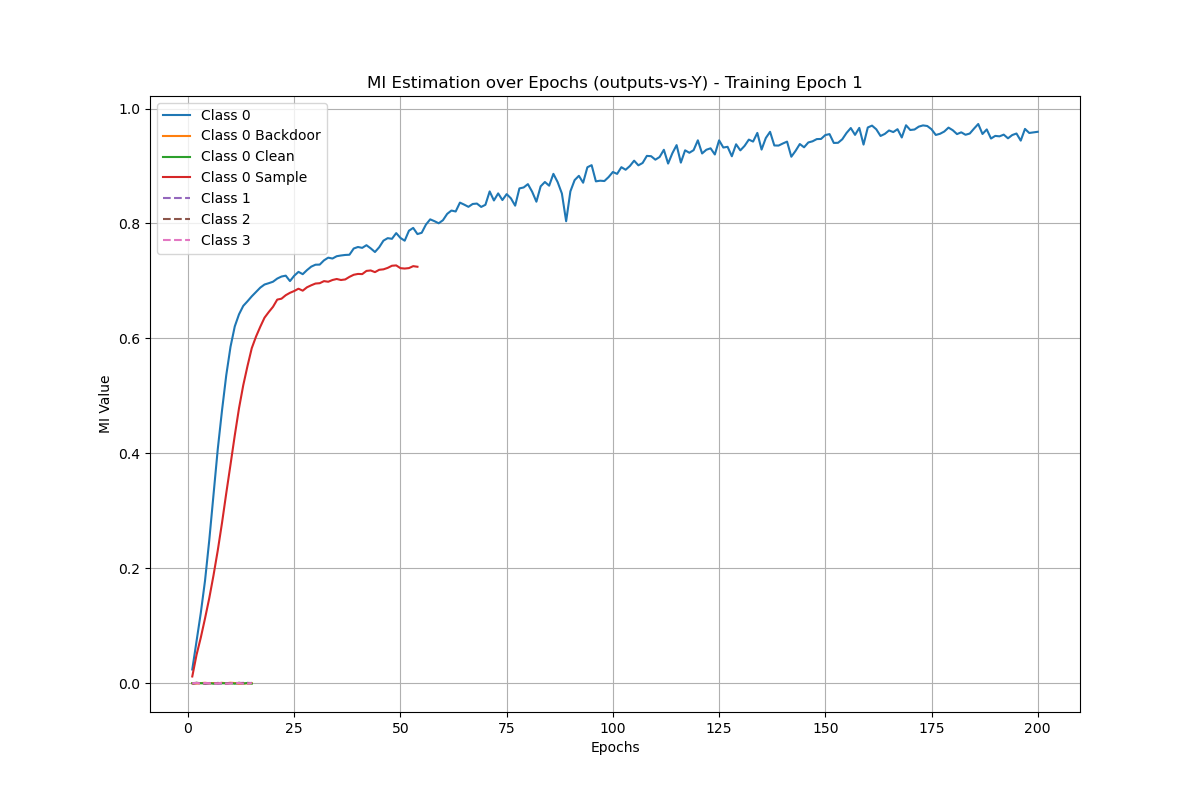 MI Estimation over Epochs (outputs-vs-Y) - Training Epoch 1
Class 0
Class 0 Backdoor
Class 0 Clean
Class 0 Sample
Class 1
Class 2
Class 3
MI Value
1.0
0.8
0.6
0.4
0.2
0.0
0 25 50 75 100 125 150 175 200
Epochs